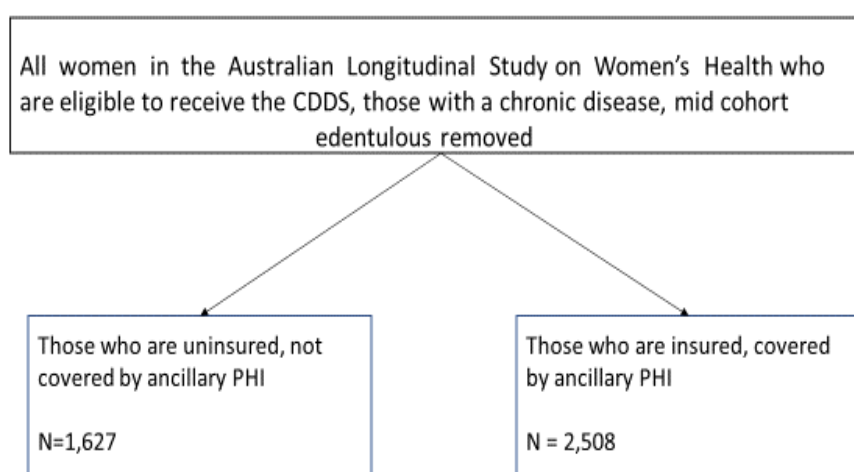 All women in the Australian Longitudinal Study on Women’s Health who
are eligible to receive the CDDS, those with a chronic disease, mid cohort
edentulous removed
Those who are uninsured, not
covered by ancillary PHI
N=1,627
Those who are insured, covered
by ancillary PHI
N = 2,508